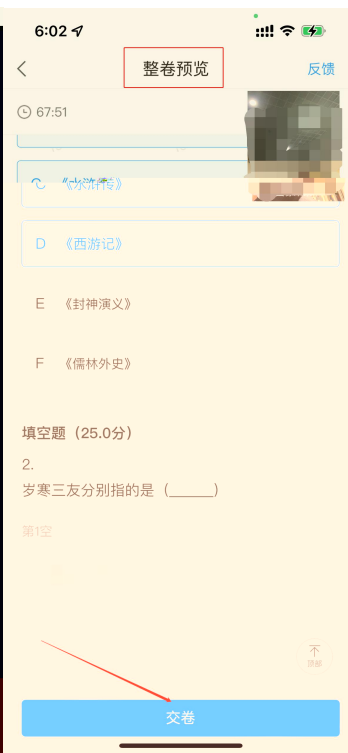 6:02
整卷预览
反馈
67:51
C 《水浒传》
D 《西游记》
E 《封神演义》
F 《儒林外史》
填空题（25.0分）
2.
岁寒三友分别指的是（______）
第1空
顶部
交卷